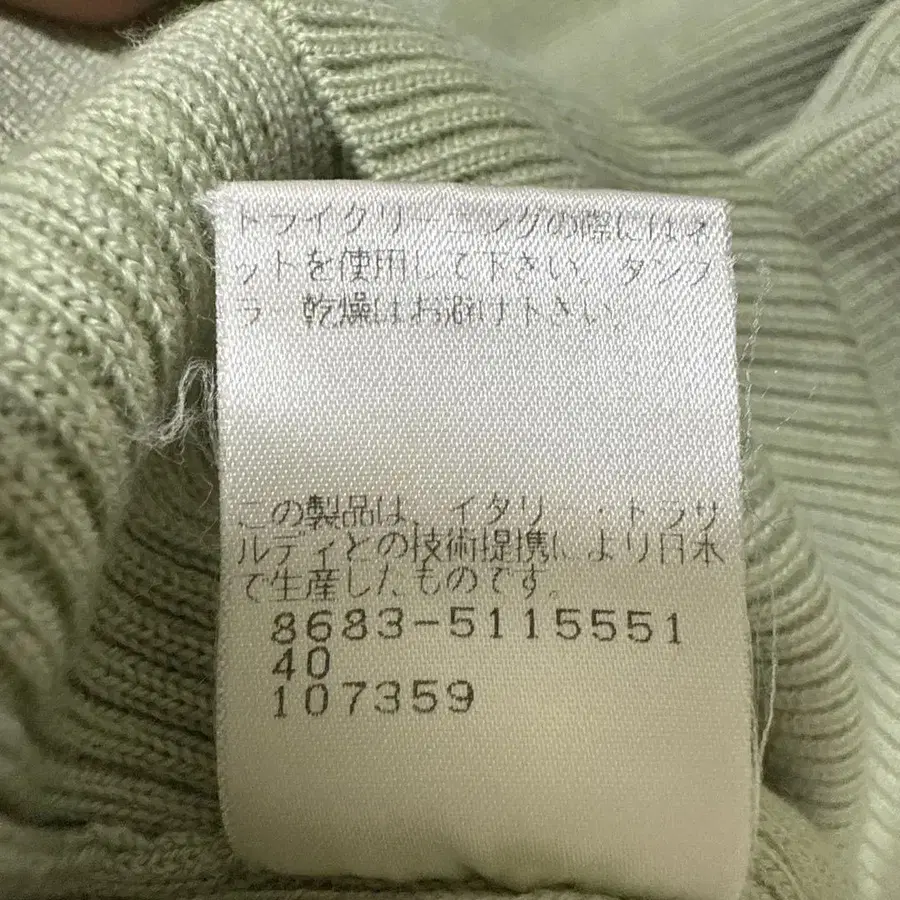 ドライクリーニングの際にはネ
ットを使用して下さい。タンブ
ラー乾燥はお避け下さい。
この製品は、イタリー・トラサ
ルディとの技術提携により日本
で生産したものです。
8683-5115551
40
107359